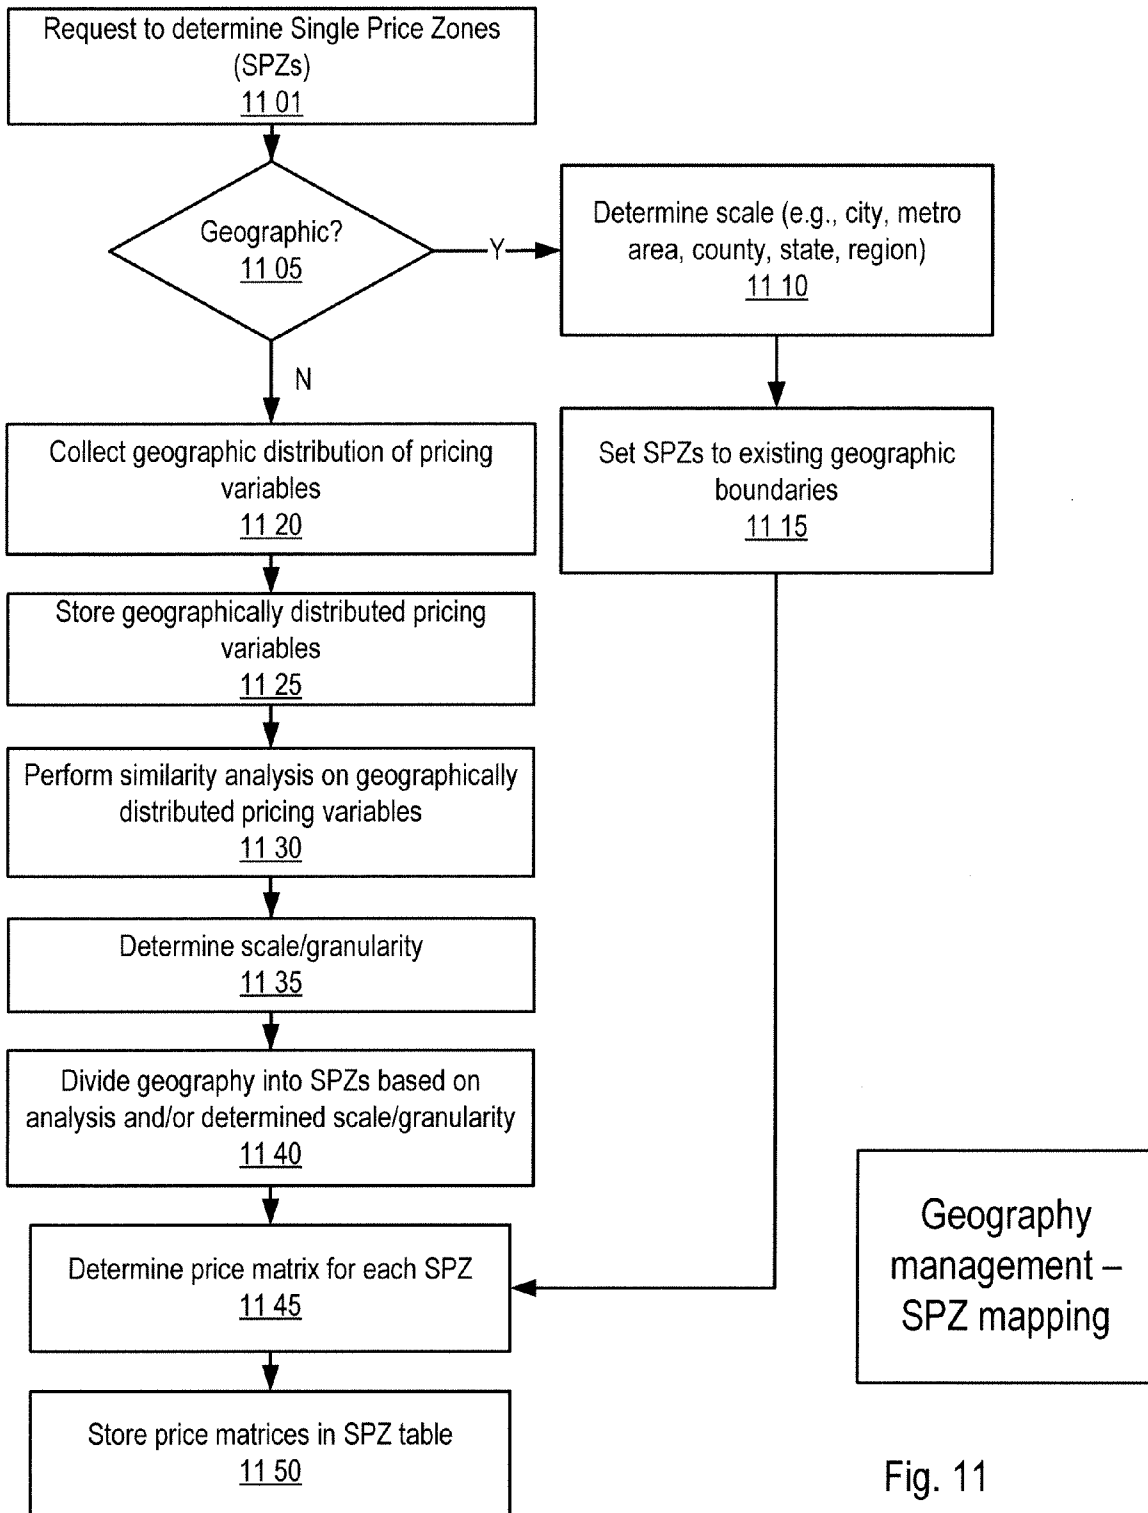 Request to determine Single Price Zones
(SPZs)
11 01
Geographic?
11 05
Y
Determine scale (e.g., city, metro
area, county, state, region)
11 10
N
Collect geographic distribution of pricing
variables
11 20
Set SPZs to existing geographic
boundaries
11 15
Store geographically distributed pricing
variables
11 25
Perform similarity analysis on geographically
distributed pricing variables
11 30
Determine scale/granularity
11 35
Divide geography into SPZs based on
analysis and/or determined scale/granularity
11 40
Determine price matrix for each SPZ
11 45
Store price matrices in SPZ table
11 50
Geography
management –
SPZ mapping
Fig. 11